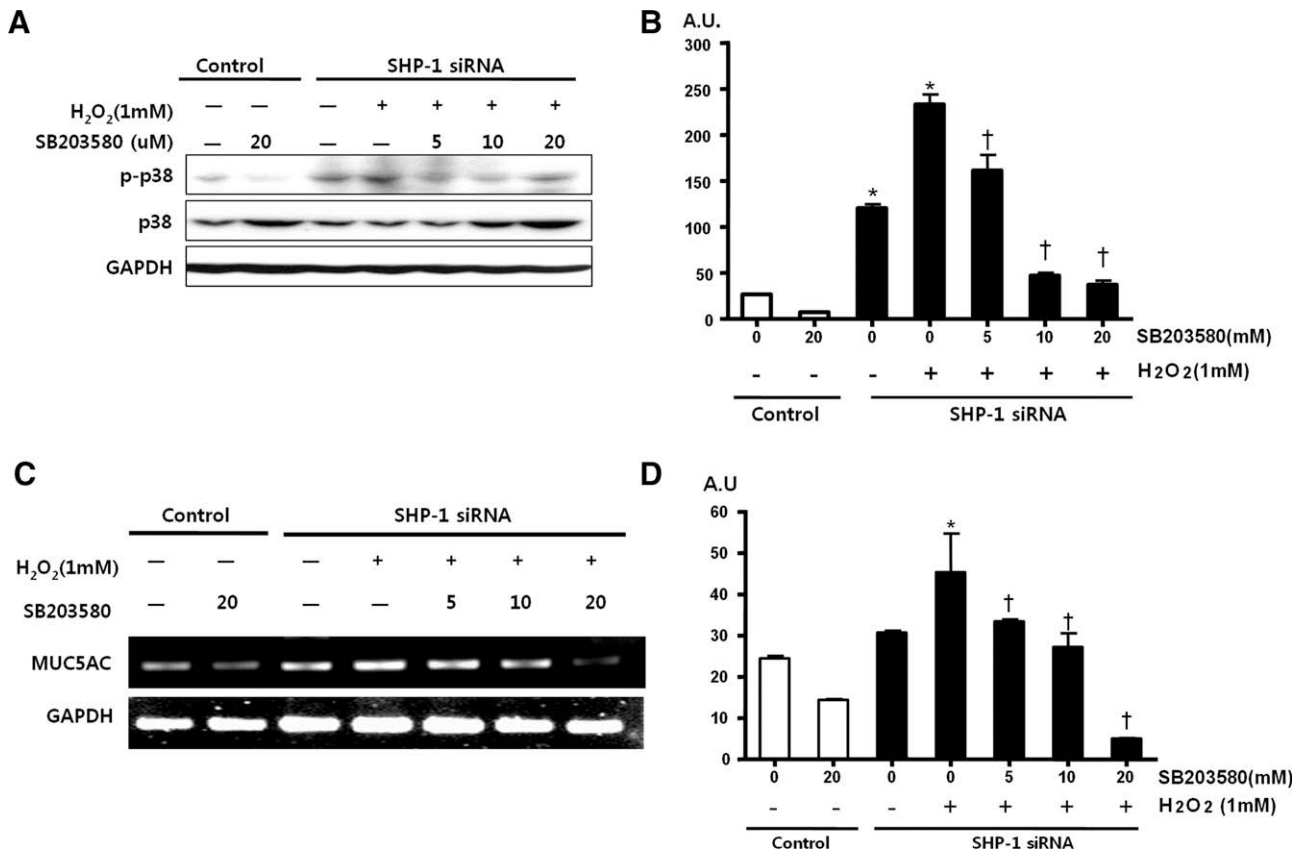 A
Control SHP-1 siRNA
H₂O₂(1mM) — — — + + + +
SB203580 (uM) — 20 — — 5 10 20
p-p38
p38
GAPDH
B
A.U.
300
250
200
150
100
50
0
* * † † †
0 20 0 0 5 10 20 SB203580(mM)
- - - + + + + H2O2(1mM)
Control SHP-1 siRNA
C
Control SHP-1 siRNA
H₂O₂(1mM) — — — + + + +
SB203580 — 20 — — 5 10 20
MUC5AC
GAPDH
D
A.U
60
50
40
30
20
10
0
* † † †
0 20 0 0 5 10 20 SB203580(mM)
- - - + + + + H2O2 (1mM)
Control SHP-1 siRNA